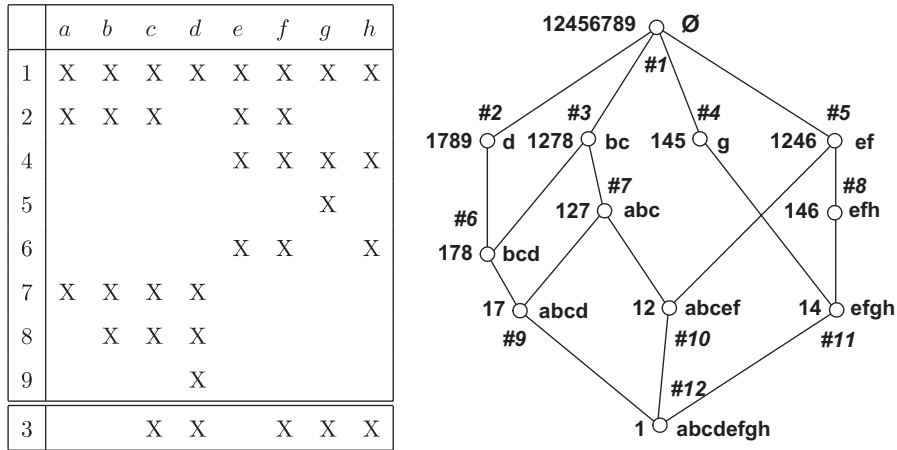 a b c d e f g h
1 X X X X X X X X
2 X X X X X
4 X X X X
5 X
6 X X X
7 X X X X
8 X X X
9 X
3 X X X X X
12456789 Ø
#1
#2 #3 #4 #5
1789 d 1278 bc 145 g 1246 ef
#7 #8
127 abc 146 efh
#6
178 bcd
17 abcd 12 abcef 14 efgh
#9 #10 #11
#12
1 abcdefgh